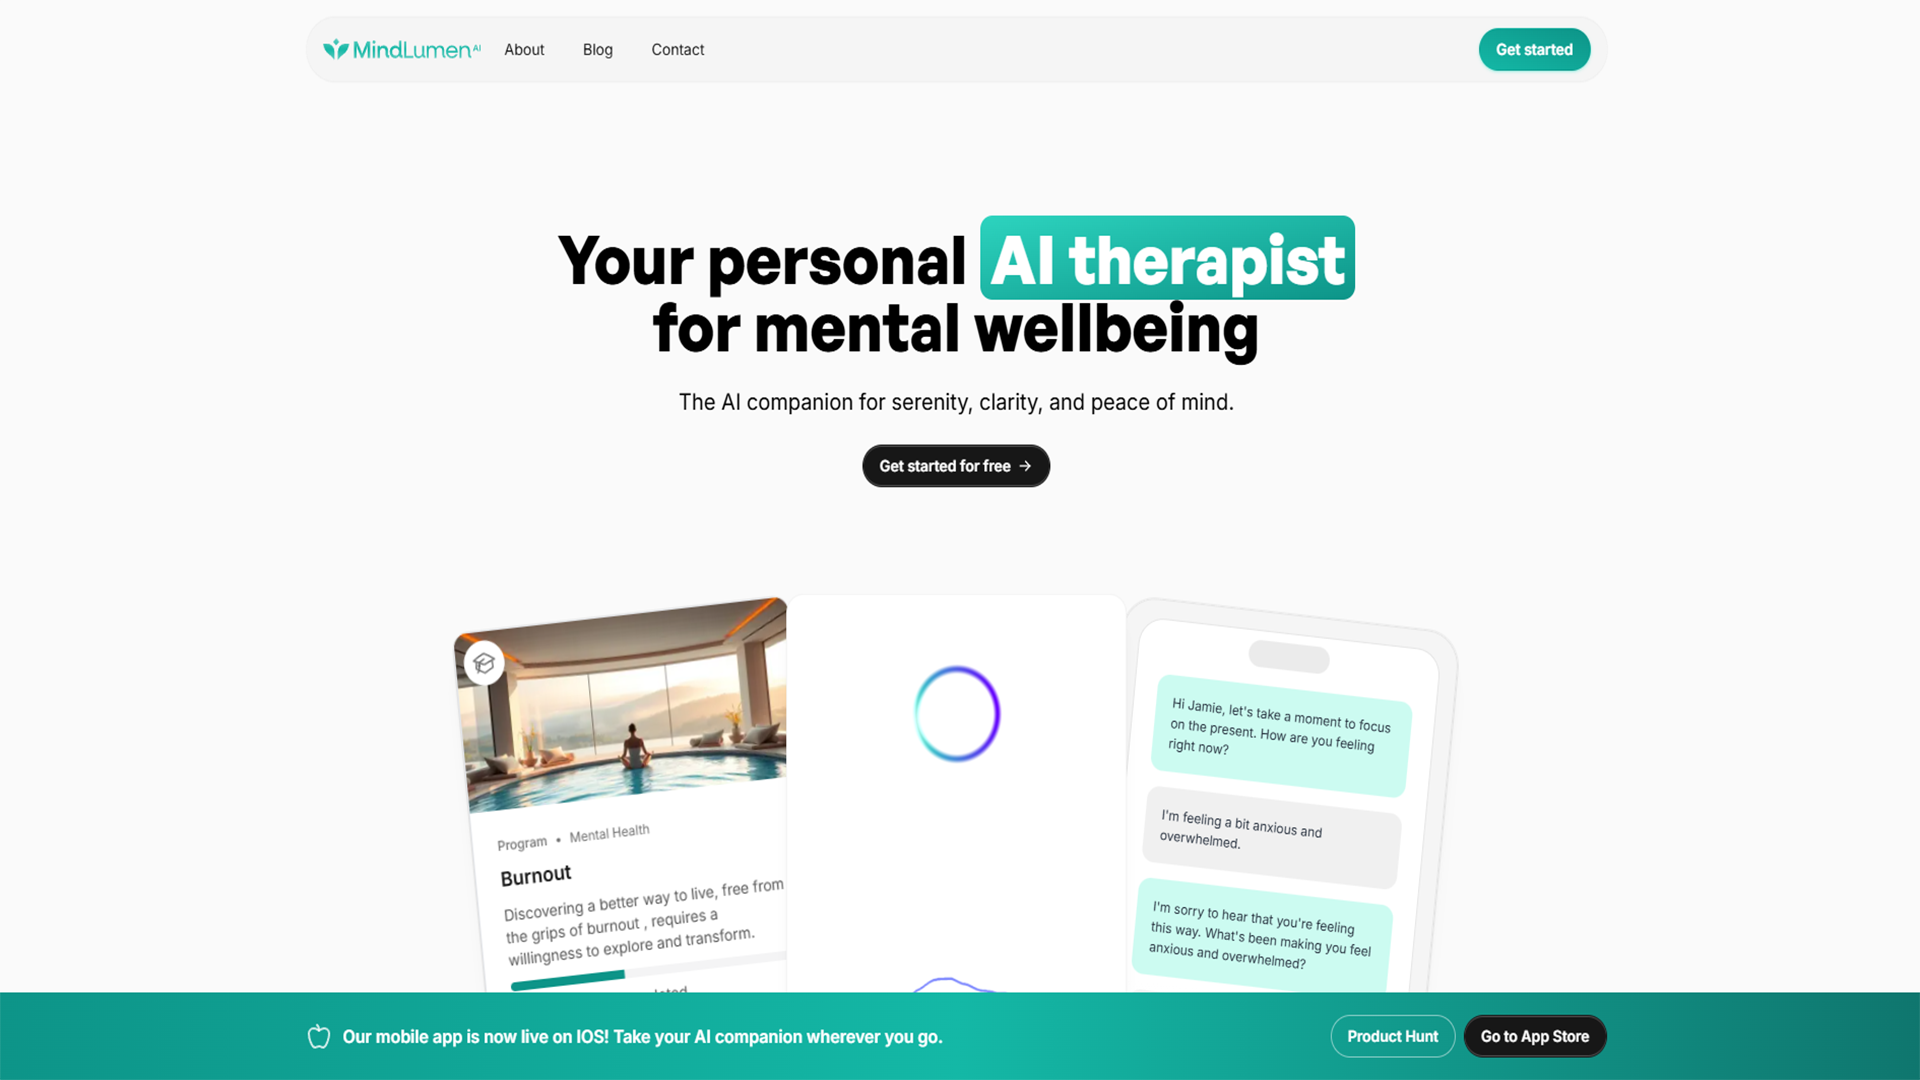 MindLumen AI
About
Blog
Contact
Get started
Your personal AI therapist
for mental wellbeing
The AI companion for serenity, clarity, and peace of mind.
Get started for free →
Program • Mental Health
Burnout
Discovering a better way to live, free from
the grips of burnout , requires a
willingness to explore and transform.
Hi Jamie, let's take a moment to focus
on the present. How are you feeling
right now?
I'm feeling a bit anxious and
overwhelmed.
I'm sorry to hear that you're feeling
this way. What's been making you feel
anxious and overwhelmed?
Our mobile app is now live on IOS! Take your AI companion wherever you go.
Product Hunt
Go to App Store